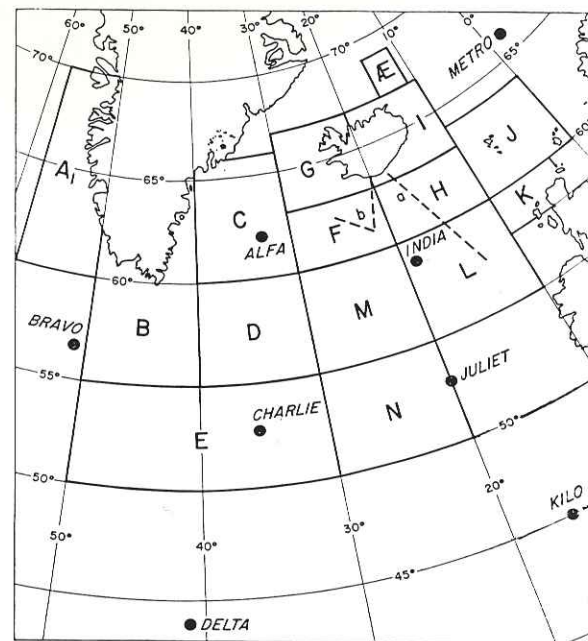 60°
50°
40°
30°
70°
10°
0°
70°
65°
60°
METRO
Æ
A₁
65°
G
I
J
C
ALFA
F
b
a
H
K
INDIA
L
60°
BRAVO
B
D
M
55°
JULIET
CHARLIE
E
N
50°
50°
20°
KILO
50°
40°
30°
45°
DELTA